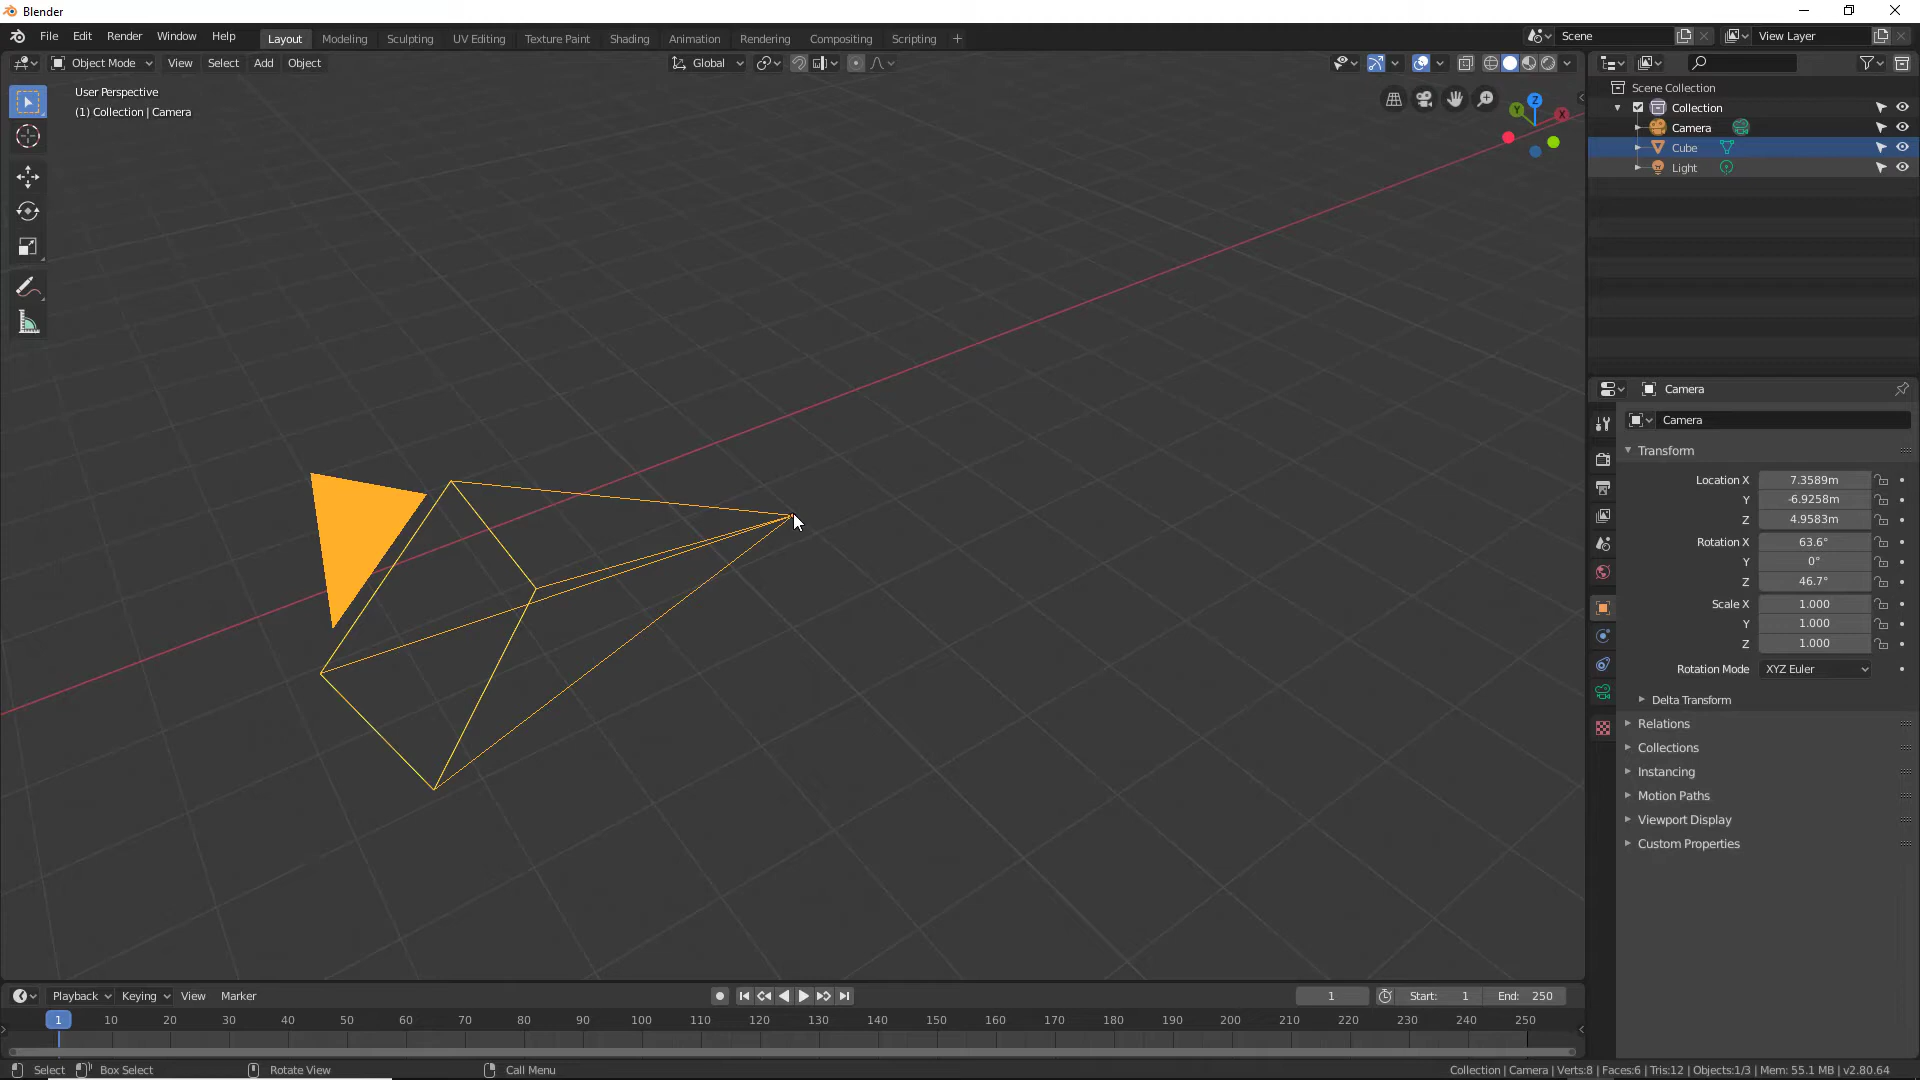 Blender
File Edit Render Window Help Layout Modeling Sculpting UV Editing Texture Paint Shading Animation Rendering Compositing Scripting + Scene View Layer
Object Mode View Select Add Object Global
User Perspective
(1) Collection | Camera
Z
Y
X
Scene Collection
Collection
Camera
Cube
Light
Camera
Camera
Transform
Location X 7.3589m
Y -6.9258m
Z 4.9583m
Rotation X 63.6°
Y 0°
Z 46.7°
Scale X 1.000
Y 1.000
Z 1.000
Rotation Mode XYZ Euler
Delta Transform
Relations
Collections
Instancing
Motion Paths
Viewport Display
Custom Properties
Playback Keying View Marker 1 Start: 1 End: 250
1 10 20 30 40 50 60 70 80 90 100 110 120 130 140 150 160 170 180 190 200 210 220 230 240 250
Select Box Select Rotate View Call Menu Collection | Camera | Verts:8 | Faces:6 | Tris:12 | Objects:1/3 | Mem: 55.1 MB | v2.80.64